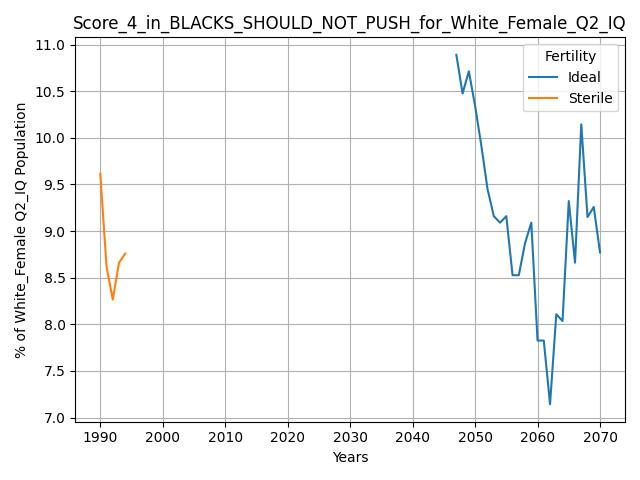 Score_4_in_BLACKS_SHOULD_NOT_PUSH_for_White_Female_Q2_IQ
11.0
10.5
10.0
9.5
9.0
8.5
8.0
7.5
7.0
% of White_Female Q2_IQ Population
Fertility
Ideal
Sterile
1990 2000 2010 2020 2030 2040 2050 2060 2070
Years